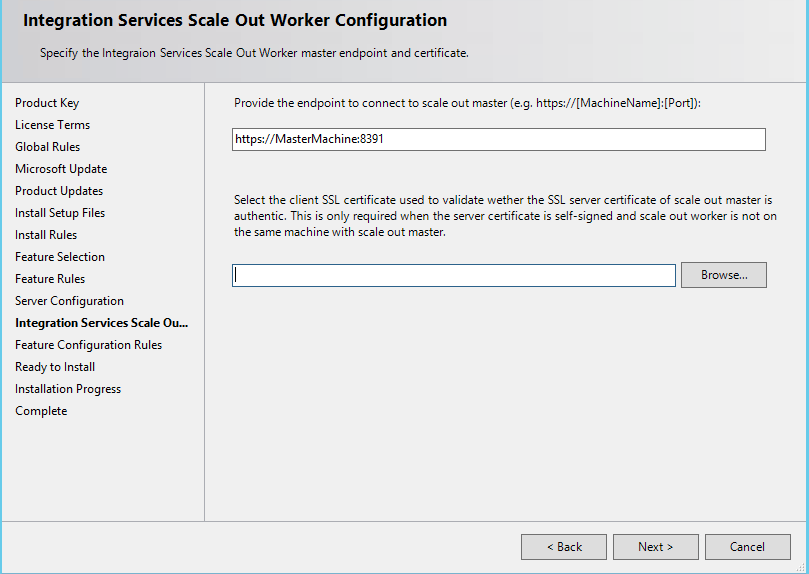 Integration Services Scale Out Worker Configuration
Specify the Integraion Services Scale Out Worker master endpoint and certificate.
Product Key
License Terms
Global Rules
Microsoft Update
Product Updates
Install Setup Files
Install Rules
Feature Selection
Feature Rules
Server Configuration
Integration Services Scale Ou...
Feature Configuration Rules
Ready to Install
Installation Progress
Complete
Provide the endpoint to connect to scale out master (e.g. https://[MachineName]:[Port]):
https://MasterMachine:8391
Select the client SSL certificate used to validate wether the SSL server certificate of scale out master is
authentic. This is only required when the server certificate is self-signed and scale out worker is not on
the same machine with scale out master.
Browse...
< Back
Next >
Cancel